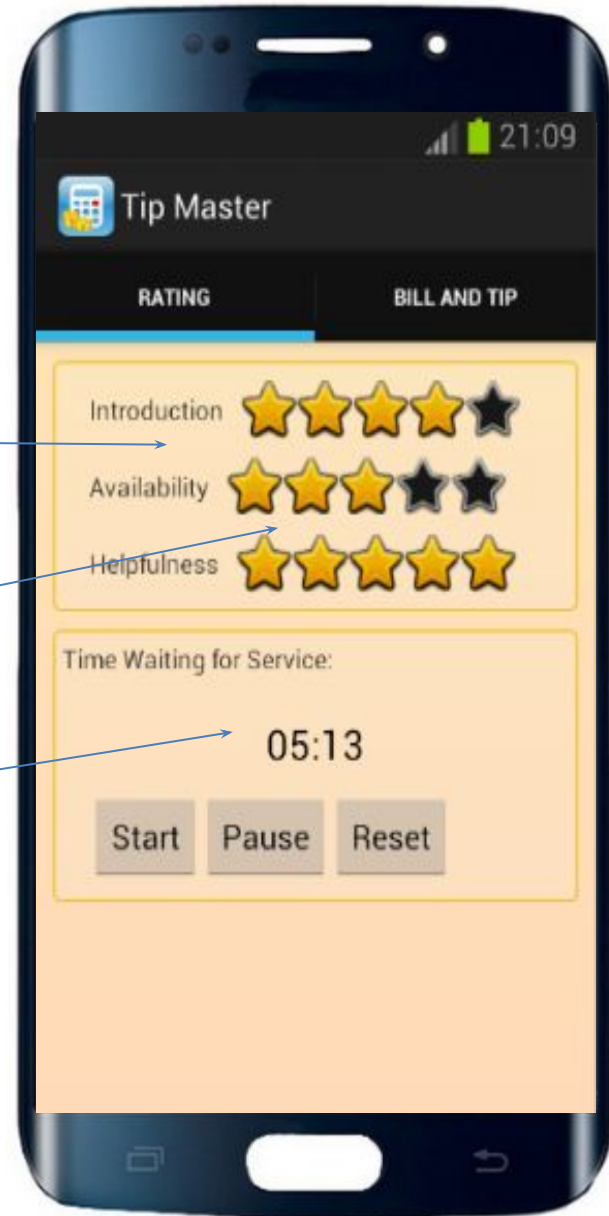 21:09
Tip Master
RATING BILL AND TIP
Introduction
Availability
Helpfulness
Time Waiting for Service:
05:13
Start Pause Reset